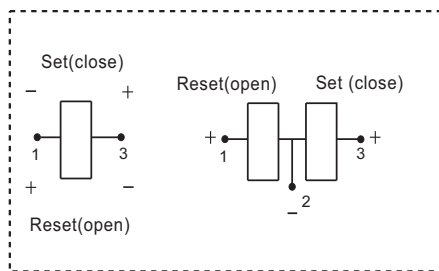 Set(close)
− +
1 3
+ −
Reset(open)
Reset(open) Set (close)
+ 1 3 +
2
−